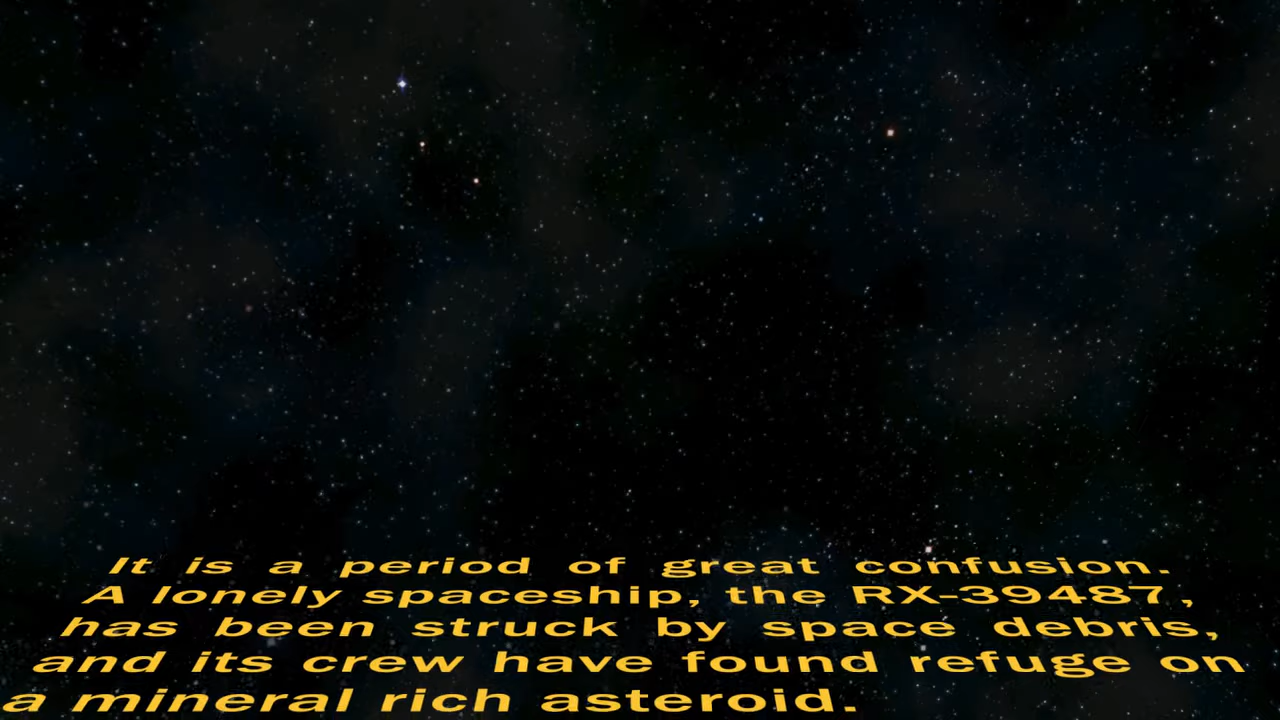 It is a period of great confusion.
A lonely spaceship, the RX-39487,
has been struck by space debris,
and its crew have found refuge on
a mineral rich asteroid.